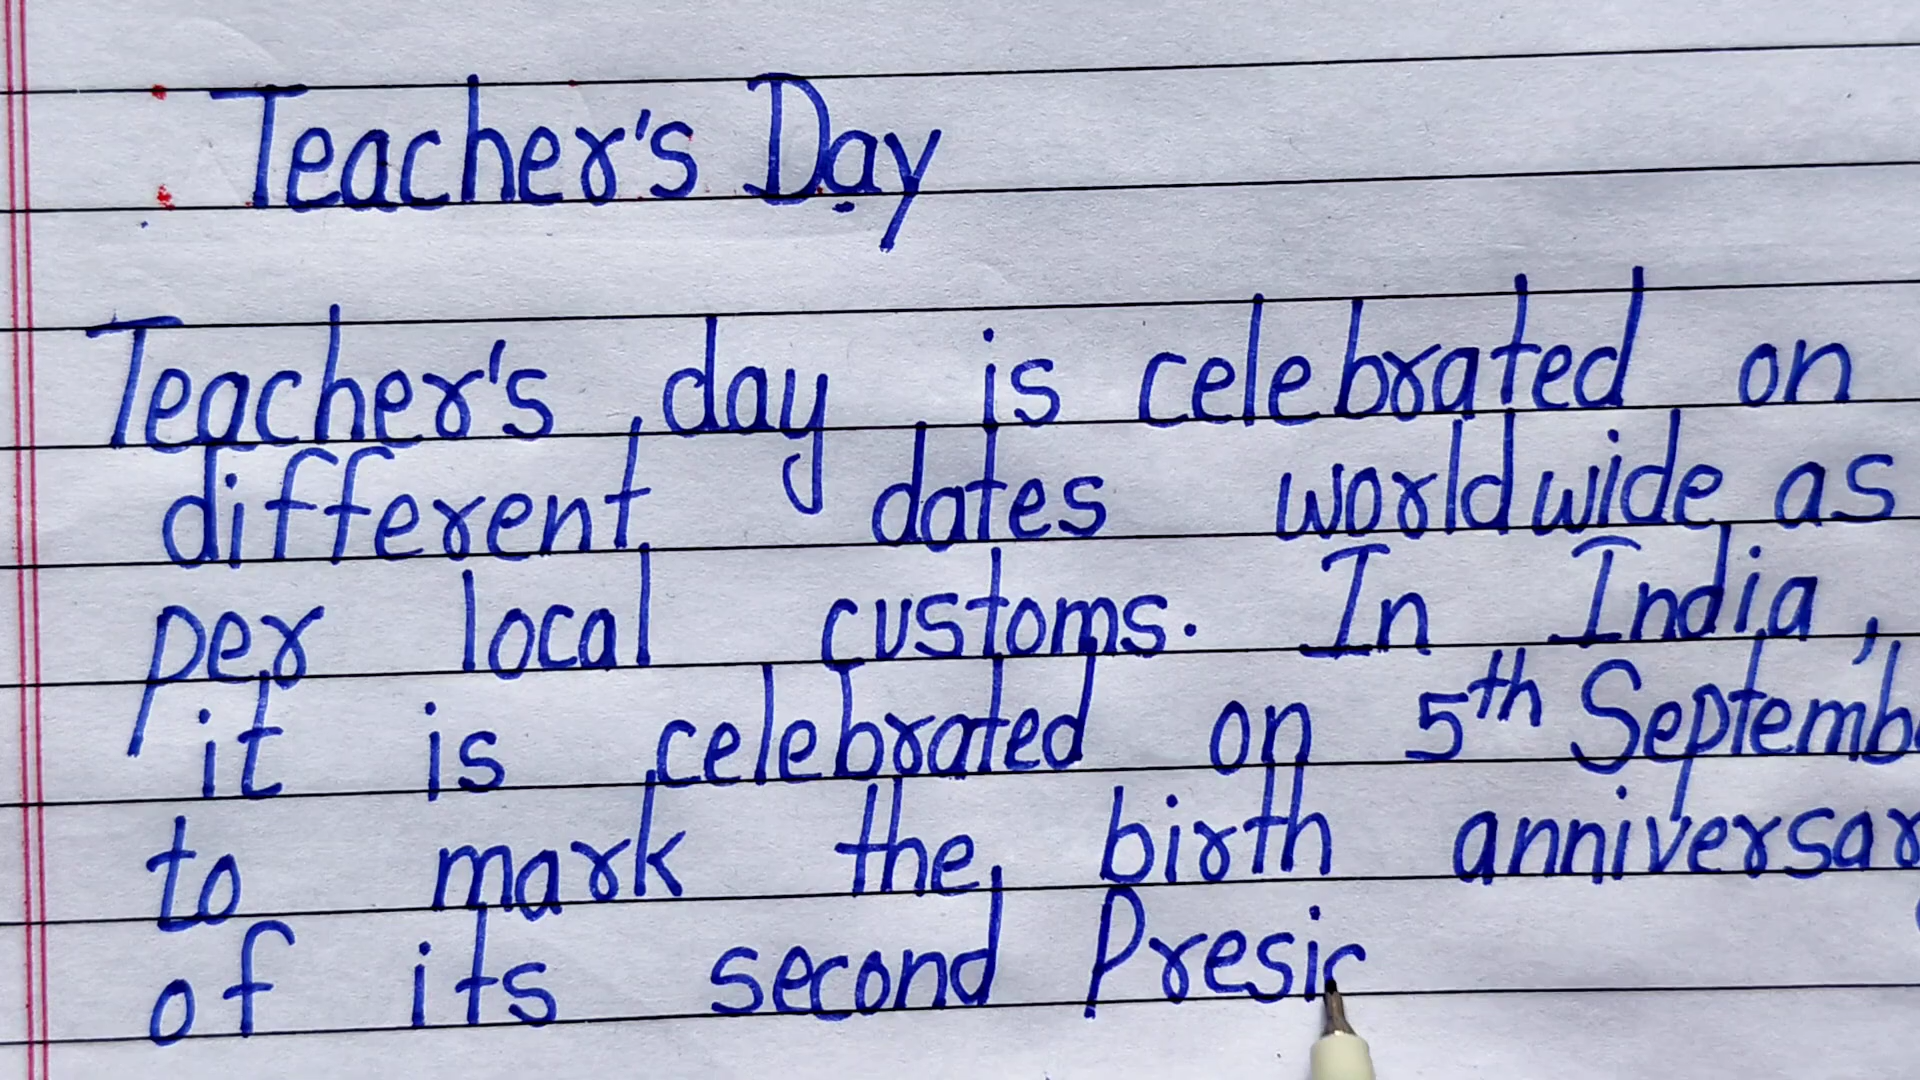 Teacher's Day
Teacher's day is celebrated on
different dates worldwide as
per local customs. In India,
it is celebrated on 5th Septemb
to mark the birth anniversar
of its second Presi